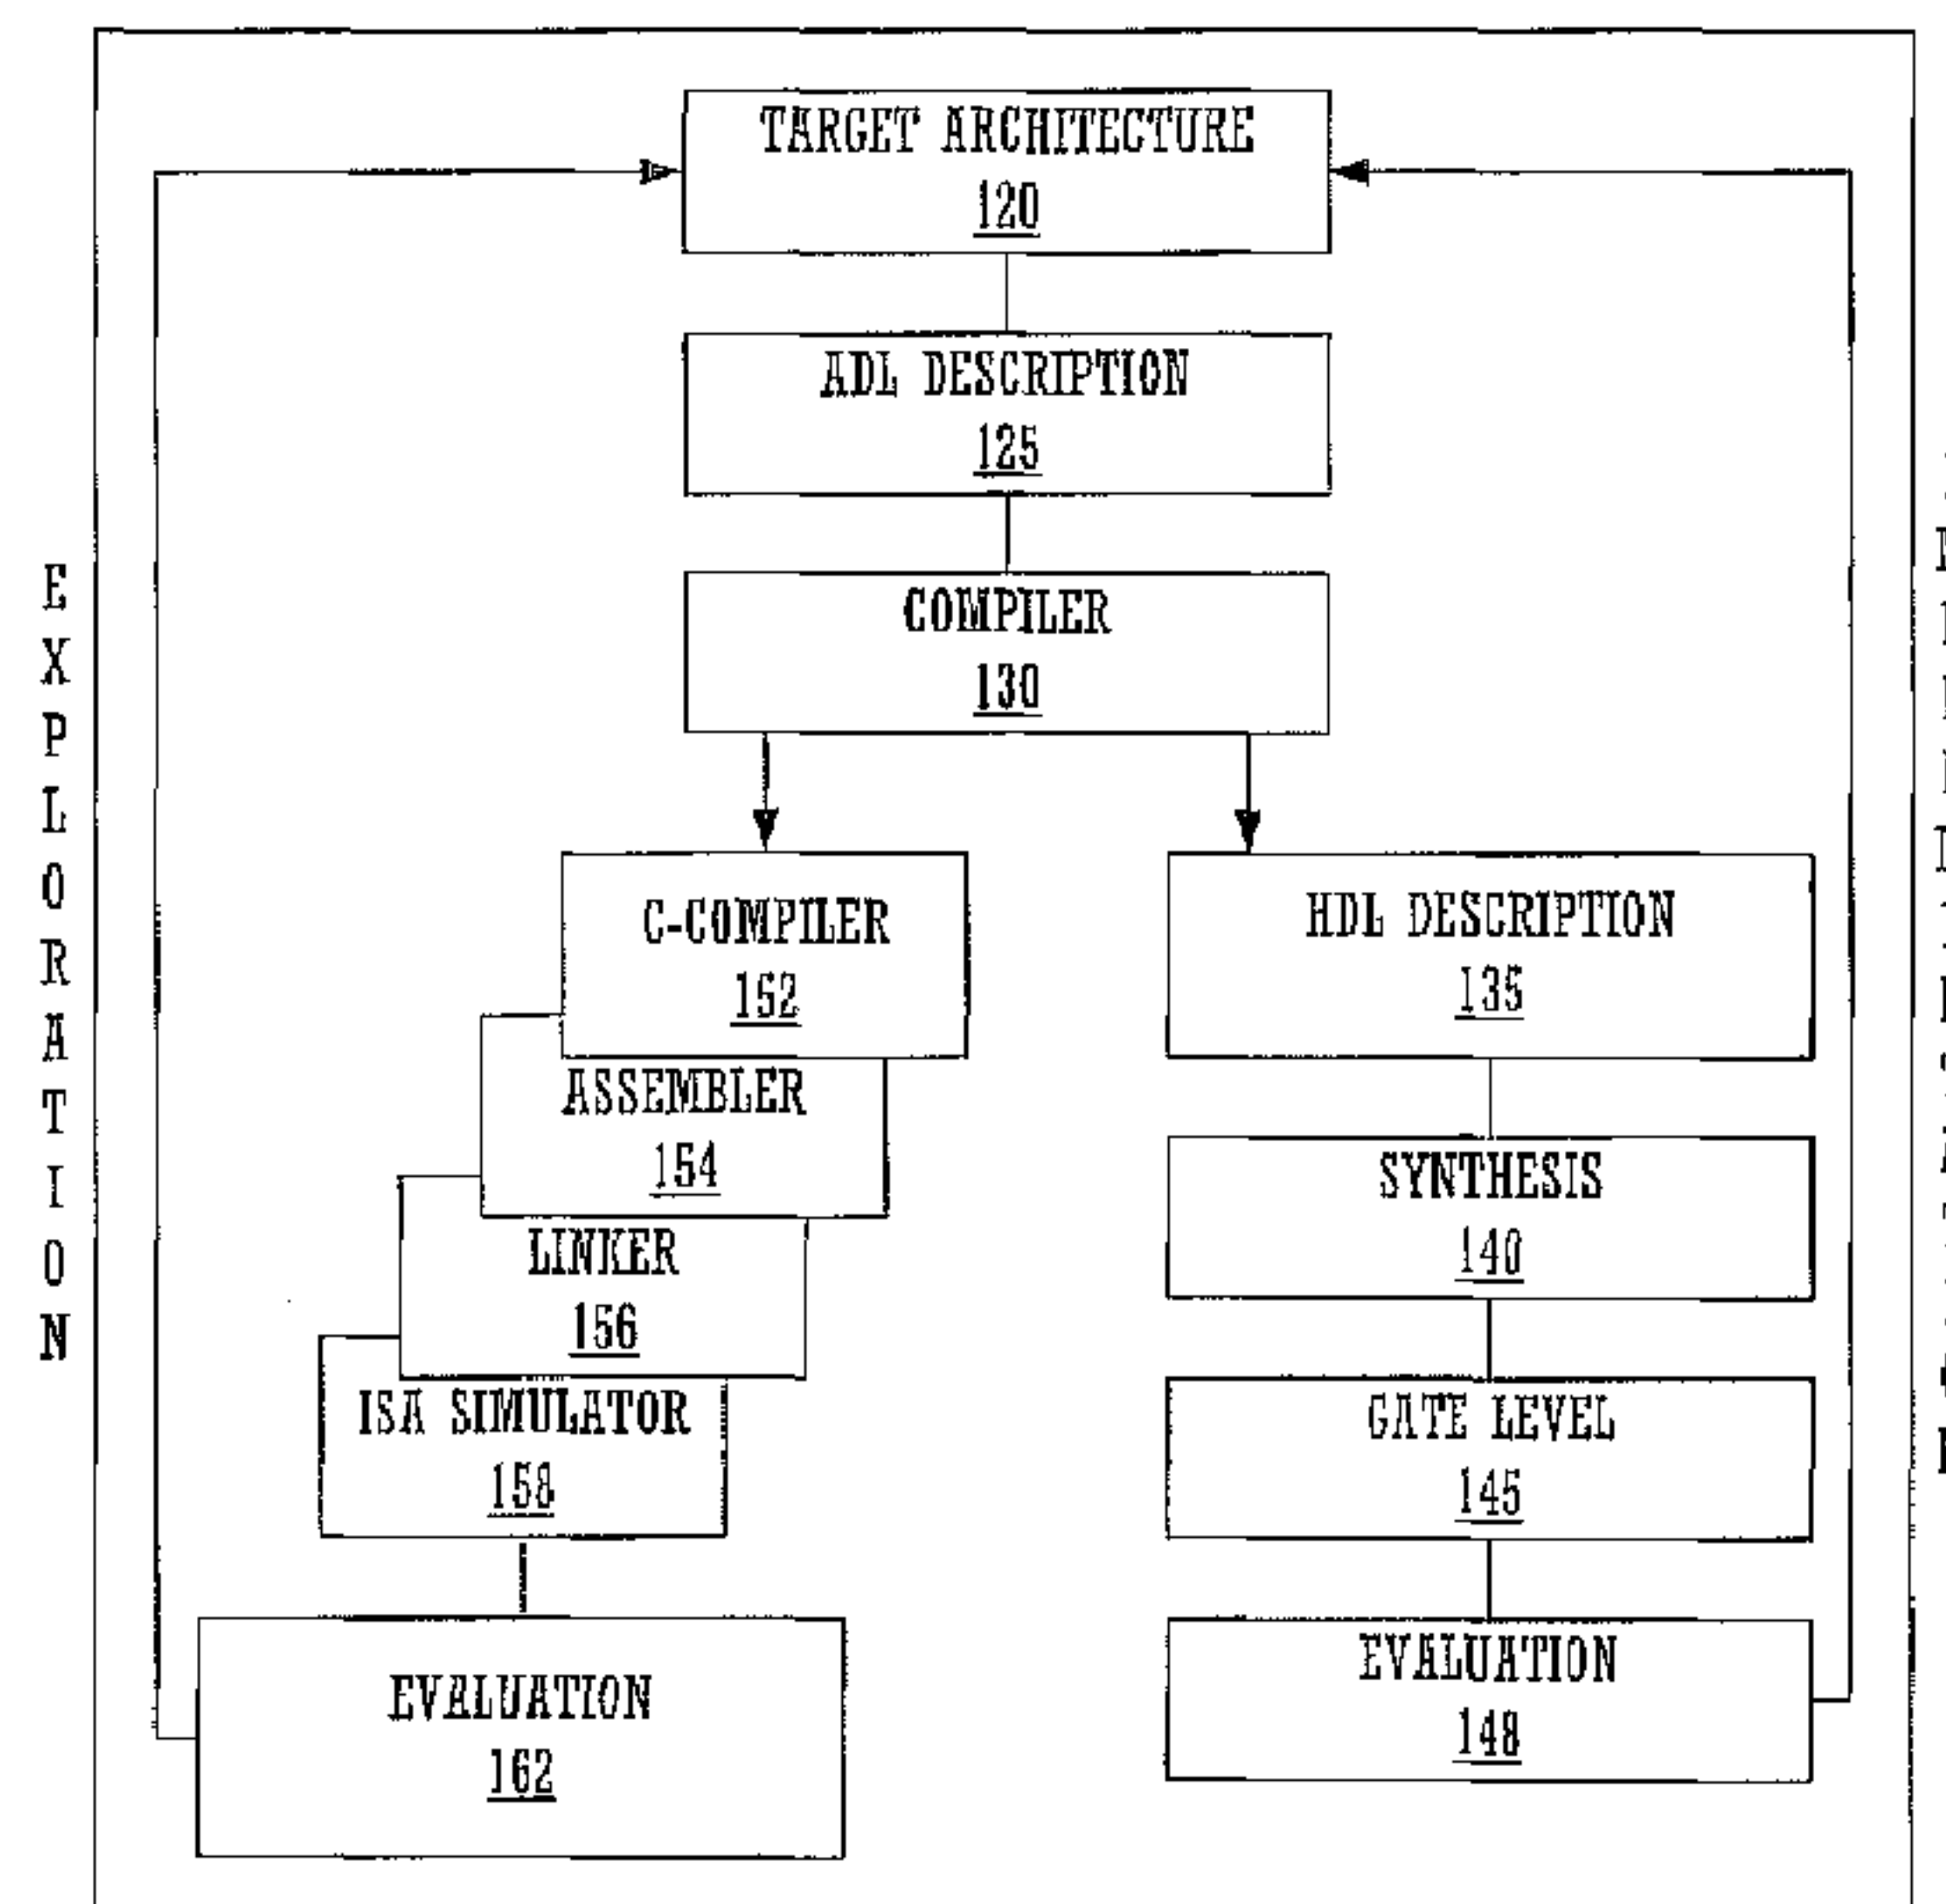 TARGET ARCHITECTURE
120
ADL DESCRIPTION
125
COMPILER
130
EXPLORATION
C-COMPILER
152
ASSEMBLER
154
LINKER
156
ISA SIMULATOR
158
EVALUATION
162
HDL DESCRIPTION
135
SYNTHESIS
140
GATE LEVEL
145
EVALUATION
148